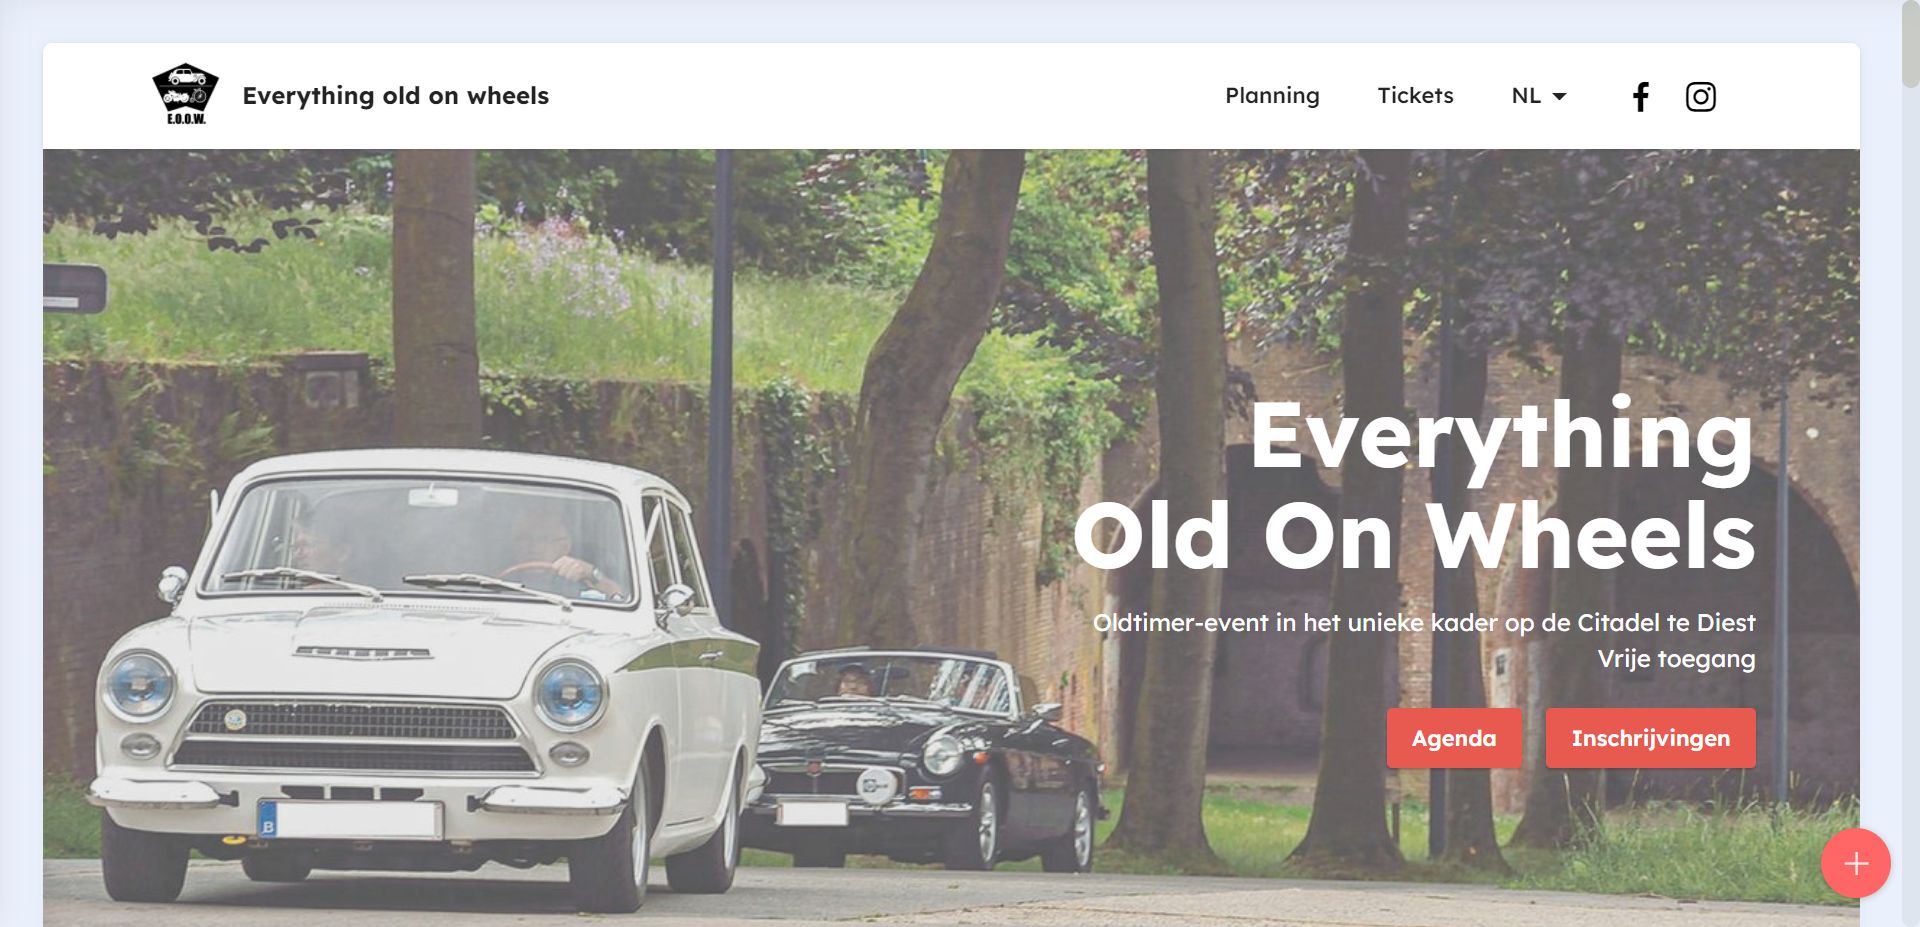 E.O.O.W.
Everything old on wheels
Planning
Tickets
NL
Everything
Old On Wheels
Oldtimer-event in het unieke kader op de Citadel te Diest
Vrije toegang
Agenda
Inschrijvingen
B